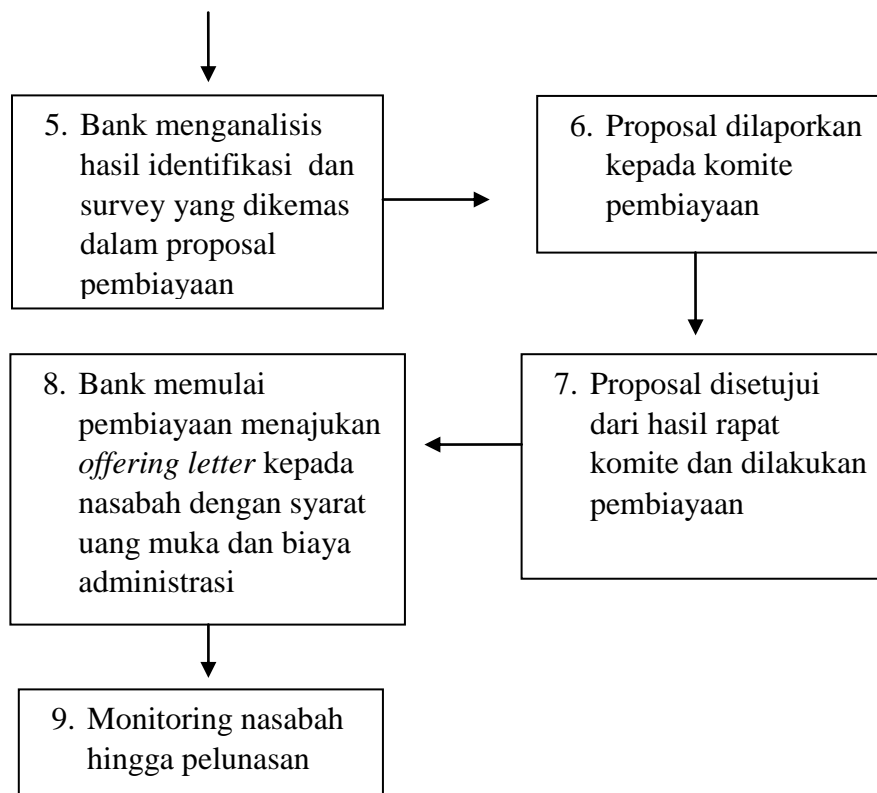 5. Bank menganalisis
hasil identifikasi dan
survey yang dikemas
dalam proposal
pembiayaan
6. Proposal dilaporkan
kepada komite
pembiayaan
7. Proposal disetujui
dari hasil rapat
komite dan dilakukan
pembiayaan
8. Bank memulai
pembiayaan menajukan
offering letter kepada
nasabah dengan syarat
uang muka dan biaya
administrasi
9. Monitoring nasabah
hingga pelunasan